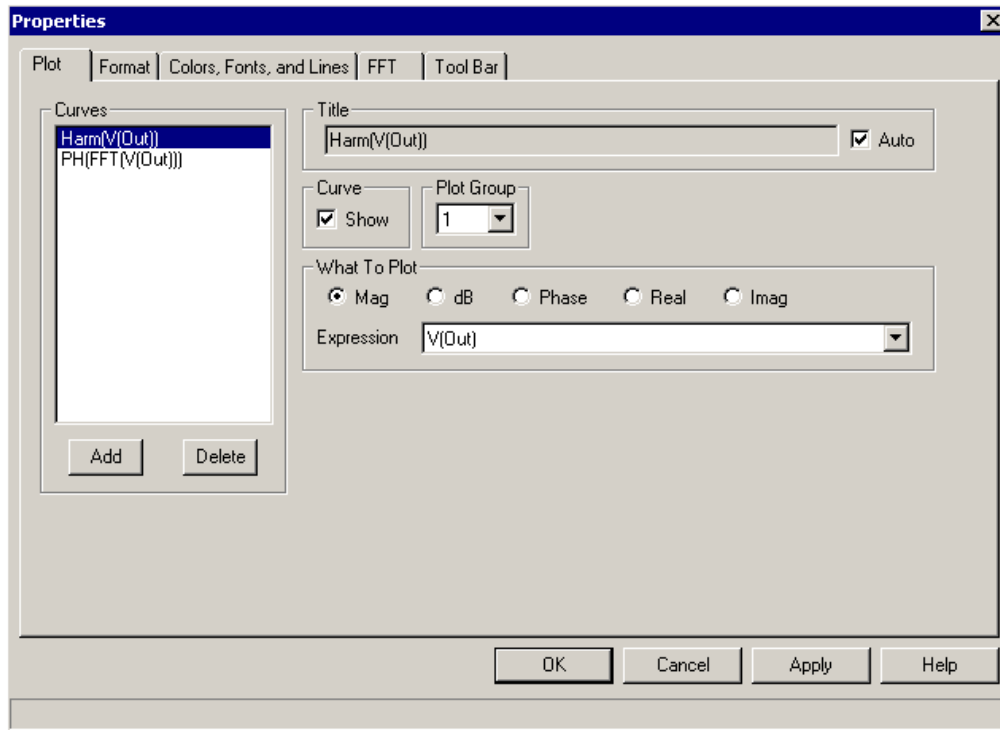 Properties
Plot Format Colors, Fonts, and Lines FFT Tool Bar
Curves
Harm(V(Out))
PH(FFT(V(Out)))
Add Delete
Title
Harm(V(Out)) Auto
Curve
Show
Plot Group
1
What To Plot
Mag dB Phase Real Imag
Expression V(Out)
OK Cancel Apply Help